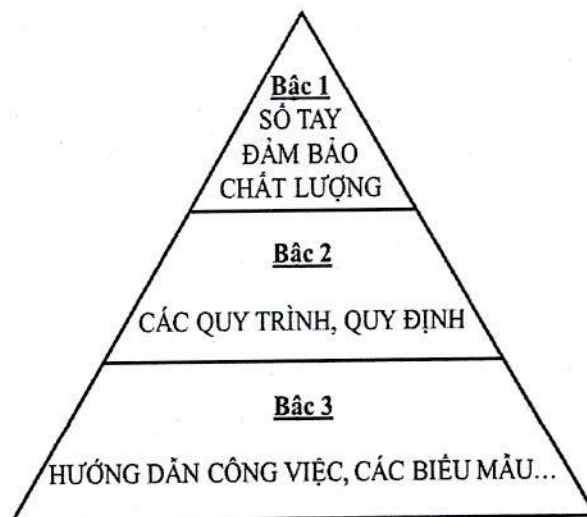 Bậc 1
SỔ TAY
ĐẢM BẢO
CHẤT LƯỢNG
Bậc 2
CÁC QUY TRÌNH, QUY ĐỊNH
Bậc 3
HƯỚNG DẪN CÔNG VIỆC, CÁC BIỂU MẪU...